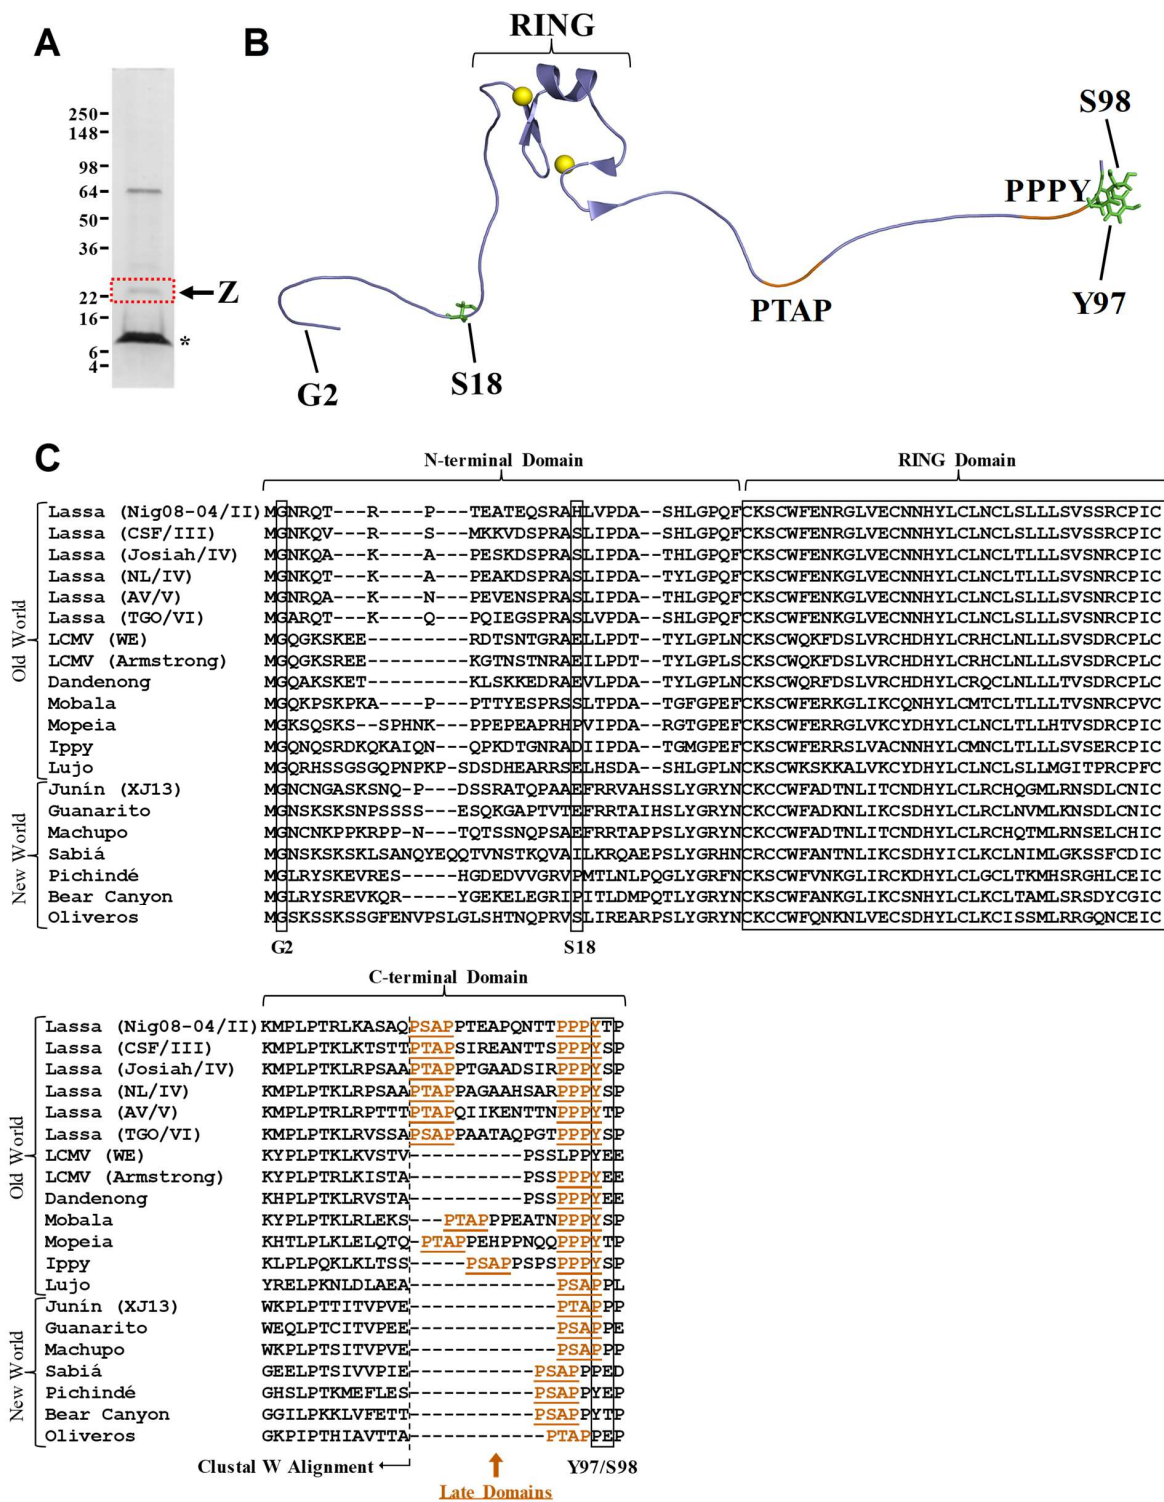 A
250
148
98
64
50
36
22
16
6
4
Z
*
B
RING
S98
PPPY
PTAP
Y97
S18
G2
C
N-terminal Domain
RING Domain
Old World
New World
Lassa (Nig08-04/II) MGNRQT---R---P---TEATEQSRAHLVPDA--SHLGPQFCKSCWFENRGLVECNNHYLCLNCLSLLLSVSSRCPIC
Lassa (CSF/III) MGNKQV---R---S---MKKVDSPRASLIPDA--SHLGPQFCKSCWFENRGLVECNNHYLCLNCLSLLLSVSSRCPIC
Lassa (Josiah/IV) MGNKQA---K---A---PESKDSPRASLIPDA--THLGPQFCKSCWFENKGLVECNNHYLCLNCLTLLLSVSNRCPIC
Lassa (NL/IV) MGNKQT---K---A---PEAKDSPRASLIPDA--TYLGPQFCKSCWFENKGLVECNNHYLCLNCLTLLLSVSNRCPIC
Lassa (AV/V) MGNRQA---K---N---PEVENSPRASLIPDA--THLGPQFCKSCWFENKGLVECNNHYLCLNCLTLLLSVSNRCPIC
Lassa (TGO/VI) MGARQT---K---Q---PQIEGSPRASLVPDA--SHLGPQFCKSCWFENKGLVECNNHYLCLNCLTLLLSVSNRCPIC
LCMV (WE) MGQGKSKEE---------RDTSNTGRAELLPDT--TYLGPLNCKSCWQKFDSLVRCHDHYLCRHCLNLLLSVSDRCPLC
LCMV (Armstrong) MGQGKSREE---------KGTNSTNRAEILPDT--TYLGPLSCKSCWQKFDSLVRCHDHYLCRHCLNLLLSVSDRCPLC
Dandenong MGQAKSKET---------KLSKKEDRAEVLPDA--TYLGPLNCKSCWQRFDSLVRCHDHYLCRQCLNLLLTVSDRCPLC
Mobala MGQKPSKPKA---P---PTTYESPRSSLTPDA--TGFGPEFCKSCWFERKGLIKCQNHYLCMTCLTLLLSVSNRCPVC
Mopeia MGKSQSKS--SPHNK---PPEPEAPRHPVIPDA--RGTGPEFCKSCWFERKGLVKCHDHYLCLNCLTLLHTVSDRCPIC
Ippy MGQNQSRDKQKAIQN---QPKDTGNRADIIPDA--TGMGPEFCKSCWFERRSLVACNNHYLCMNCLTLLLSVSERCPIC
Lujo MGQRHSSGSGQPNPKP-SDSDHEARRSELHSDA--SHLGPLNCKSCWKSKKALVKCYDHYLCLNCLSLLMGITPRCPFC
Junín (XJ13) MGNCNGASKSNQ-P---DSSRATQPAAEFRRVAHSSLYGRYNCKCCWFADTNLITCNDHYLCLRCHQGMLRNSDLCNIC
Guanarito MGNSKSKSNPSSSS---ESQKGAPTVTEFRRTAIHSLYGRYNCKCCWFADKNLIKCSDHYLCLRCLNVMLKNSDLCNIC
Machupo MGNCNKPPKRPP-N---TQTSSNQPSAEFRRTAPPSLYGRYNCKCCWFADTNLITCNDHYLCLRCHQTMLRNSELCHIC
Sabiá MGNSKSKSKLSANQYEQQTVNSTKQVAILKRQAEPSLYGRHNCRCCWFANTNLIKCSDHYICLKCLNIMLGKSSFCDIC
Pichindé MGLRYSKEVRES-----HGDEDVVGRVPMTLNLPQGLYGRFNCKSCWFVNKGLIRCKDHYLCLGCLTKMHSRGHLCEIC
Bear Canyon MGLRYSREVKQR-----YGEKELEGRIPITLDMPQTLYGRYNCKSCWFANKGLIKCSNHYLCLKCLTAMLSRSDYCGIC
Oliveros MGSKSSKSSGFENVPSLGLSHTNQPRVSLIREARPSLYGRYNCKCCWFQNKNLVECSDHYLCLKCISSMLRRGQNCEIC
G2
S18
C-terminal Domain
Old World
New World
Lassa (Nig08-04/II) KMPLPTRLKASAQPSAPPTEAPQNTTPPPYTP
Lassa (CSF/III) KMPLPTKLKTSTTPTAPSIREANTTSPPPYSP
Lassa (Josiah/IV) KMPLPTKLRPSAAPTAPPTGAADSIRPPPYSP
Lassa (NL/IV) KMPLPTKLRPSAAPTAPPAGAAHSARPPPYSP
Lassa (AV/V) KMPLPTRLRPTTTPTAPQIIKENTTNPPPYTP
Lassa (TGO/VI) KMPLPTKLRVSSAPSAPPAATAQPGTPPPYSP
LCMV (WE) KYPLPTKLKVSTV----------PSSLPPYEE
LCMV (Armstrong) KYPLPTKLRLKISTA----------PSSPPPYEE
Dandenong KHPLPTKLRVSTA----------PSSPPPYEE
Mobala KYPLPTKLRLEKS---PTAPPPEATNPPPYSP
Mopeia KHTLPLKLELQTQ-PTAPPEHPPNQQPPPYTP
Ippy KLPLPQKLKLTSS-----PSAPPSPSPPPYSP
Lujo YRELPKNLDLAEA-------------PSAPPL
Junín (XJ13) WKPLPTTITVPVE-------------PTAPPP
Guanarito WEQLPTCITVPEE-------------PSAPPE
Machupo WKPLPTSITVPVE-------------PSAPPP
Sabiá GEELPTSIVVPIE-----------PSAPPPED
Pichindé GHSLPTKMEFLES-----------PSAPPYEP
Bear Canyon GGILPKKLVFETT-----------PSAPPYTP
Oliveros GKPIPTHIAVTTA------------PTAPPEP
Clustal W Alignment
Y97/S98
Late Domains